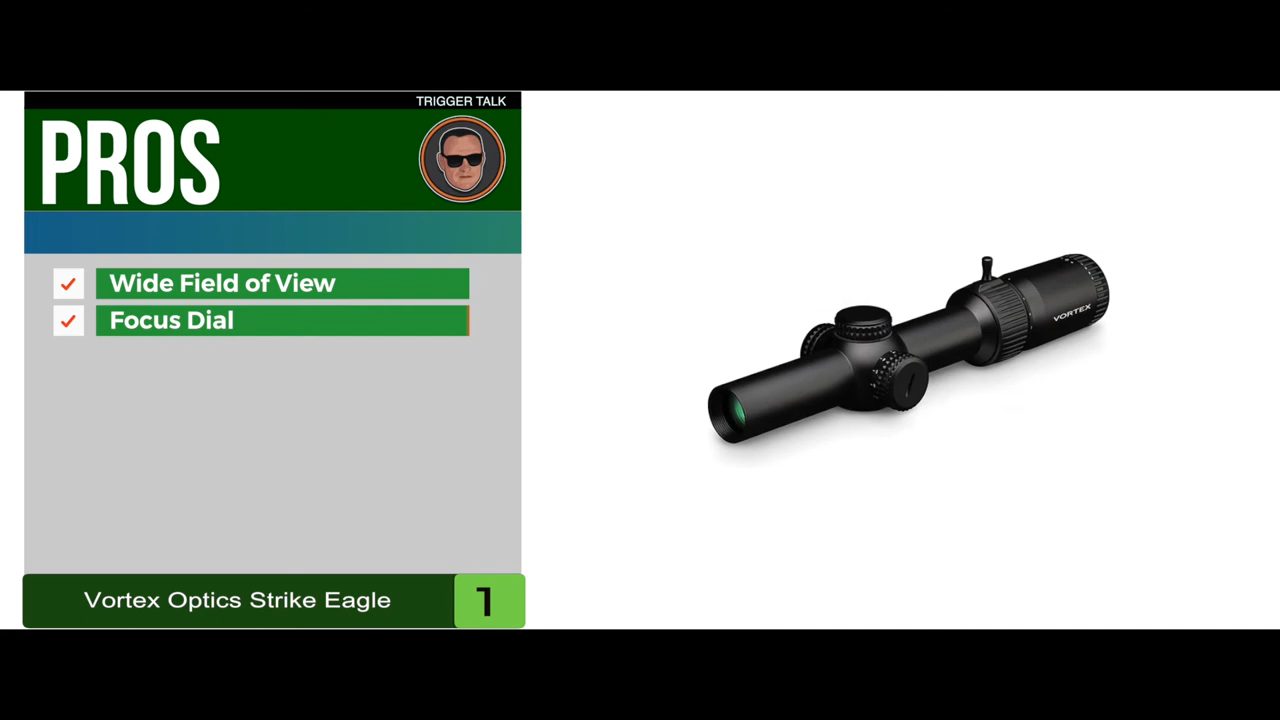 TRIGGER TALK
PROS
Wide Field of View
Focus Dial
Vortex Optics Strike Eagle
1
VORTEX